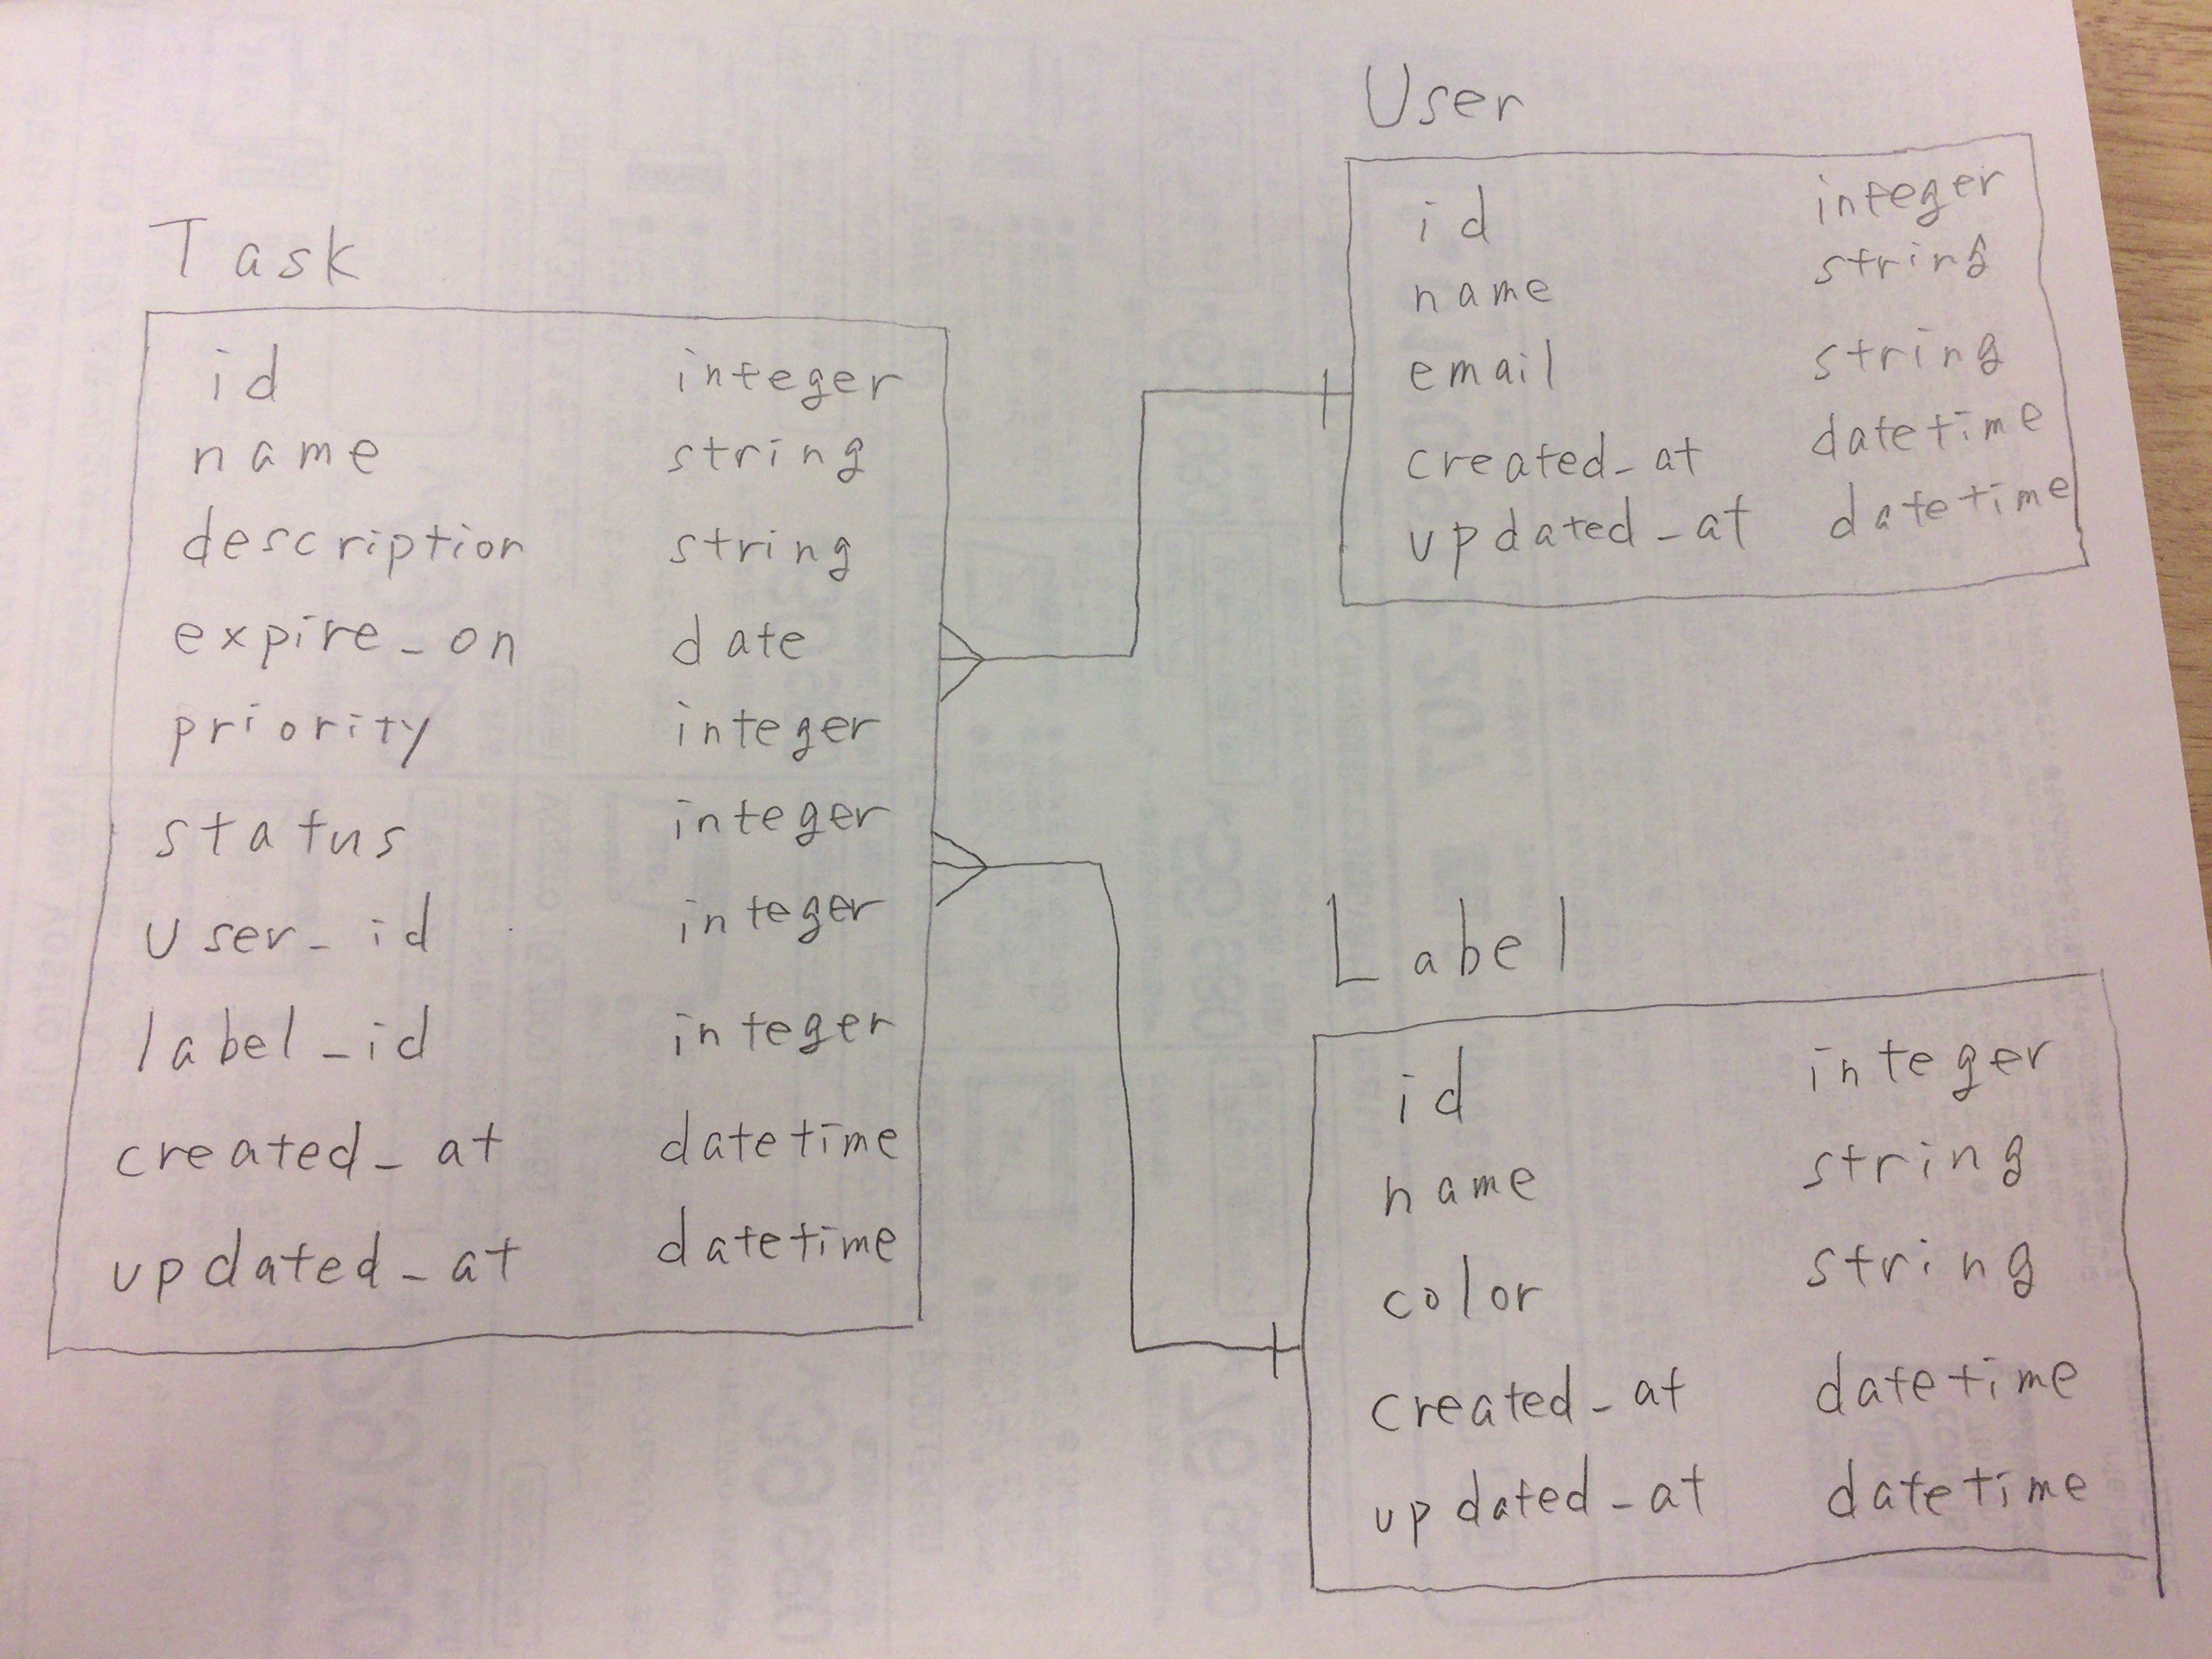 Task
id integer
name string
description string
expire_on date
priority integer
status integer
user_id integer
label_id integer
created_at datetime
updated_at datetime
User
id integer
name string
email string
created_at datetime
updated_at datetime
Label
id integer
name string
color string
created_at datetime
updated_at datetime